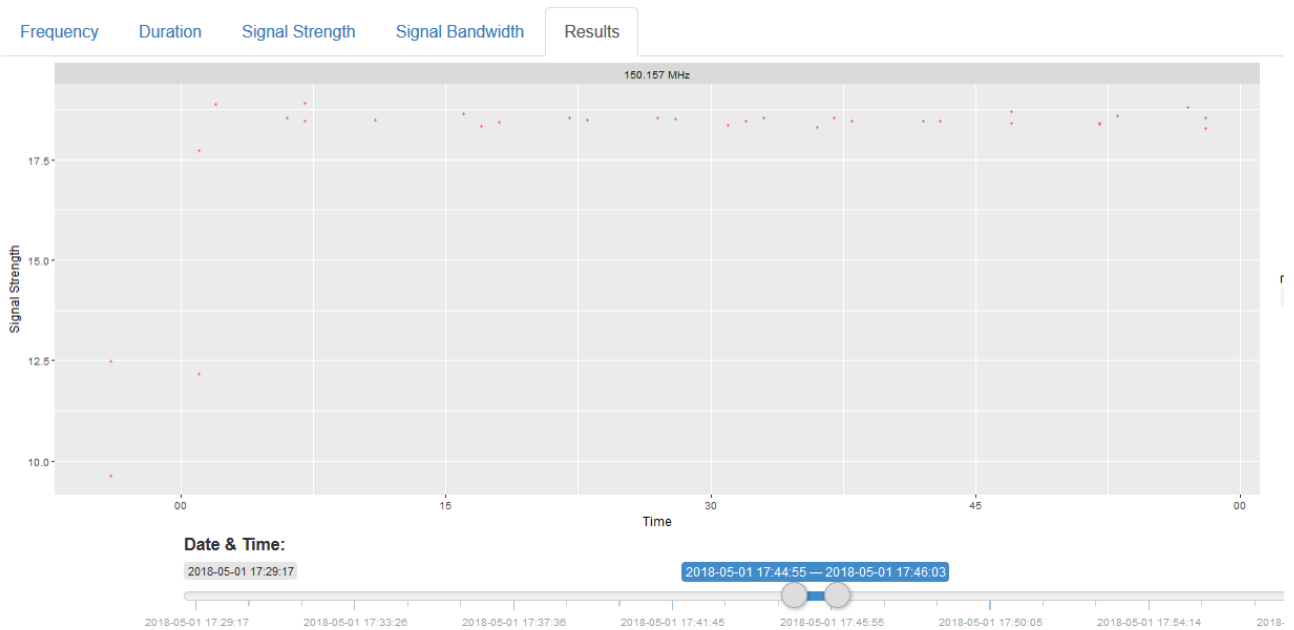 Frequency Duration Signal Strength Signal Bandwidth Results
150.157 MHz
17.5
15.0
12.5
10.0
Signal Strength
00 15 30 45 00
Time
Date & Time:
2018-05-01 17:29:17 2018-05-01 17:44:55 — 2018-05-01 17:46:03
2018-05-01 17:29:17 2018-05-01 17:33:26 2018-05-01 17:37:36 2018-05-01 17:41:45 2018-05-01 17:45:55 2018-05-01 17:50:05 2018-05-01 17:54:14 2018-